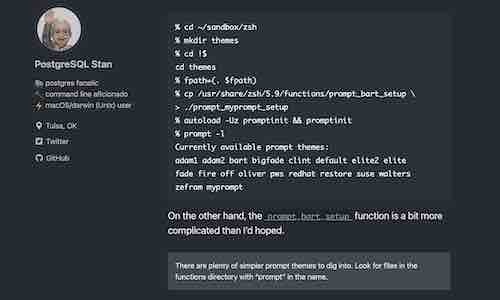 PostgreSQL Stan
postgres fanatic
command line aficionado
macOS/darwin (Unix) user
Tulsa, OK
Twitter
GitHub
% cd ~/sandbox/zsh
% mkdir themes
% cd !$
cd themes
% fpath=(. $fpath)
% cp /usr/share/zsh/5.9/functions/prompt_bart_setup \
> ./prompt_myprompt_setup
% autoload -Uz promptinit && promptinit
% prompt -l
Currently available prompt themes:
adam1 adam2 bart bigfade clint default elite2 elite
fade fire off oliver pws redhat restore suse walters
zefram myprompt
On the other hand, the prompt_bart_setup function is a bit more
complicated than I'd hoped.
There are plenty of simpler prompt themes to dig into. Look for files in the
functions directory with "prompt" in the name.